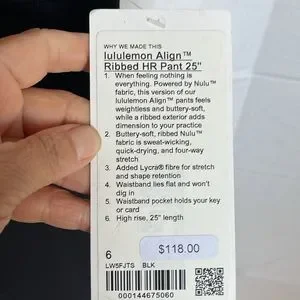 WHY WE MADE THIS
lululemon Align™
Ribbed HR Pant 25"
1. When feeling nothing is
everything. Powered by Nulu™
fabric, this version of our
lululemon Align™ pants feels
weightless and buttery-soft,
while a ribbed exterior adds
dimension to your practice
2. Buttery-soft, ribbed Nulu™
fabric is sweat-wicking,
quick-drying, and four-way
stretch
3. Added Lycra® fibre for stretch
and shape retention
4. Waistband lies flat and won't
dig in
5. Waistband pocket holds your key
or card
6. High rise, 25" length
6
$118.00
LW5FJTS BLK
000144675060